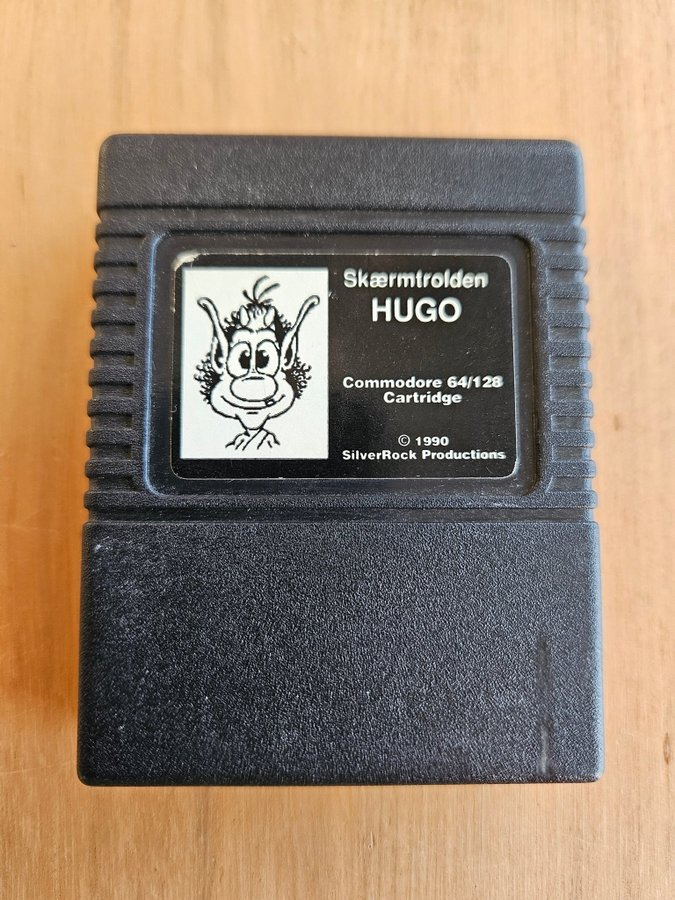 Skærmtrolden
HUGO
Commodore 64/128
Cartridge
© 1990
SilverRock Productions